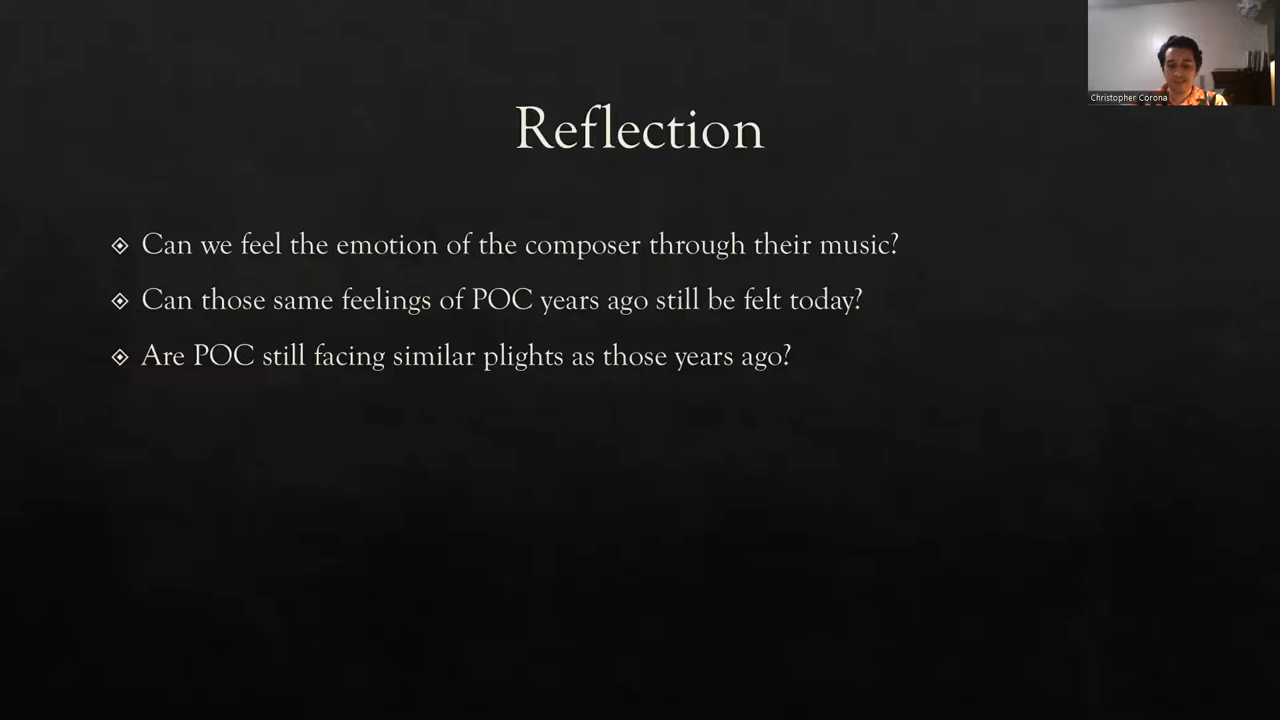 Christopher Corona
Reflection
Can we feel the emotion of the composer through their music?
Can those same feelings of POC years ago still be felt today?
Are POC still facing similar plights as those years ago?